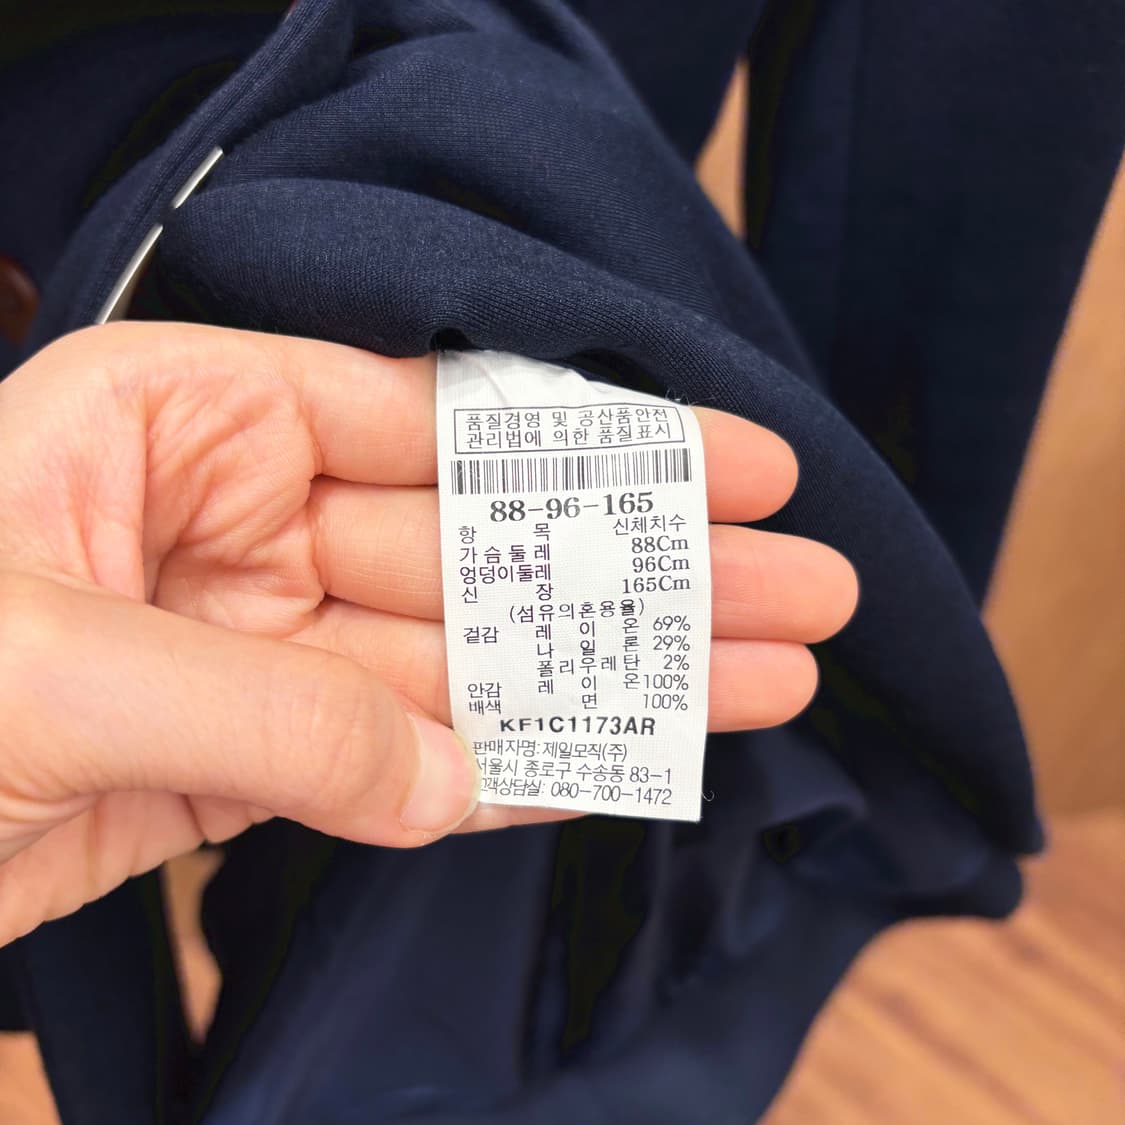 품질경영 및 공산품안전
관리법에 의한 품질표시
88-96-165
항 목 신체치수
가슴둘레 88Cm
엉덩이둘레 96Cm
신 장 165Cm
(섬유의혼용율)
겉감 레 이 온 69%
나 일 론 29%
폴리우레탄 2%
안감 레 이 온100%
배색 면 100%
KF1C1173AR
판매자명:제일모직(주)
서울시 종로구 수송동 83-1
고객상담실: 080-700-1472